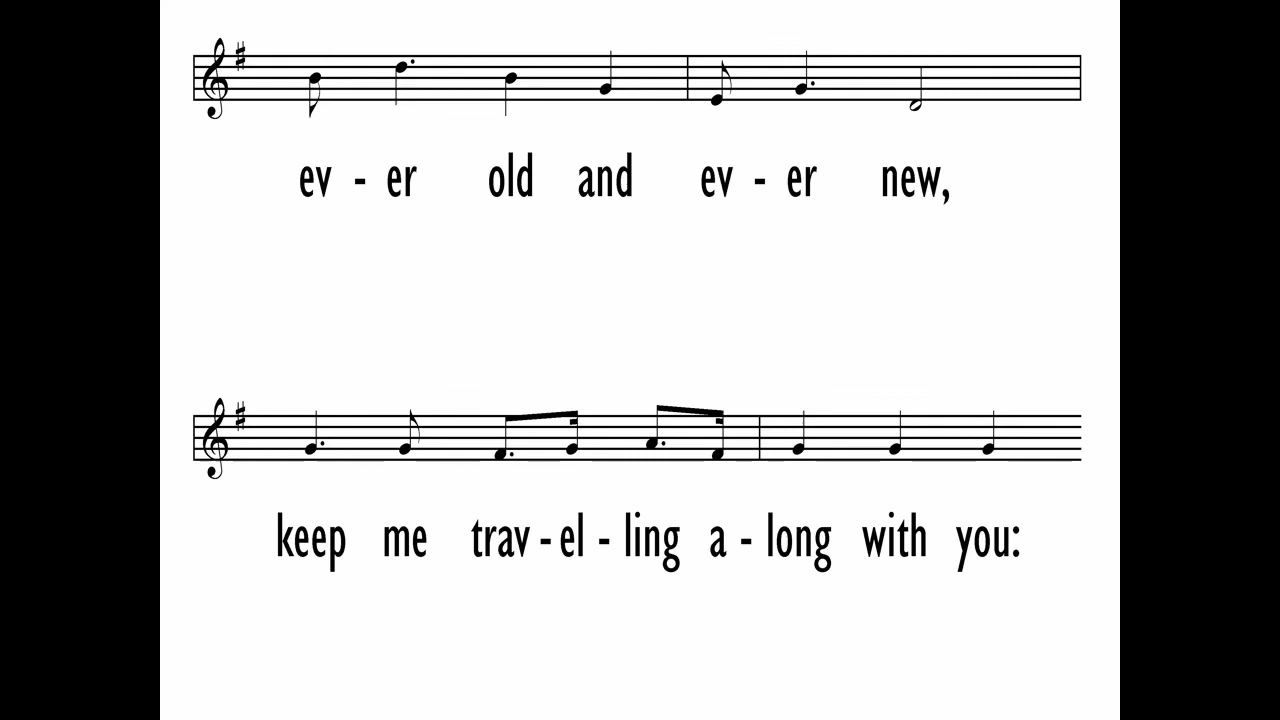 ev - er old and ev - er new,
keep me trav - el - ling a - long with you: